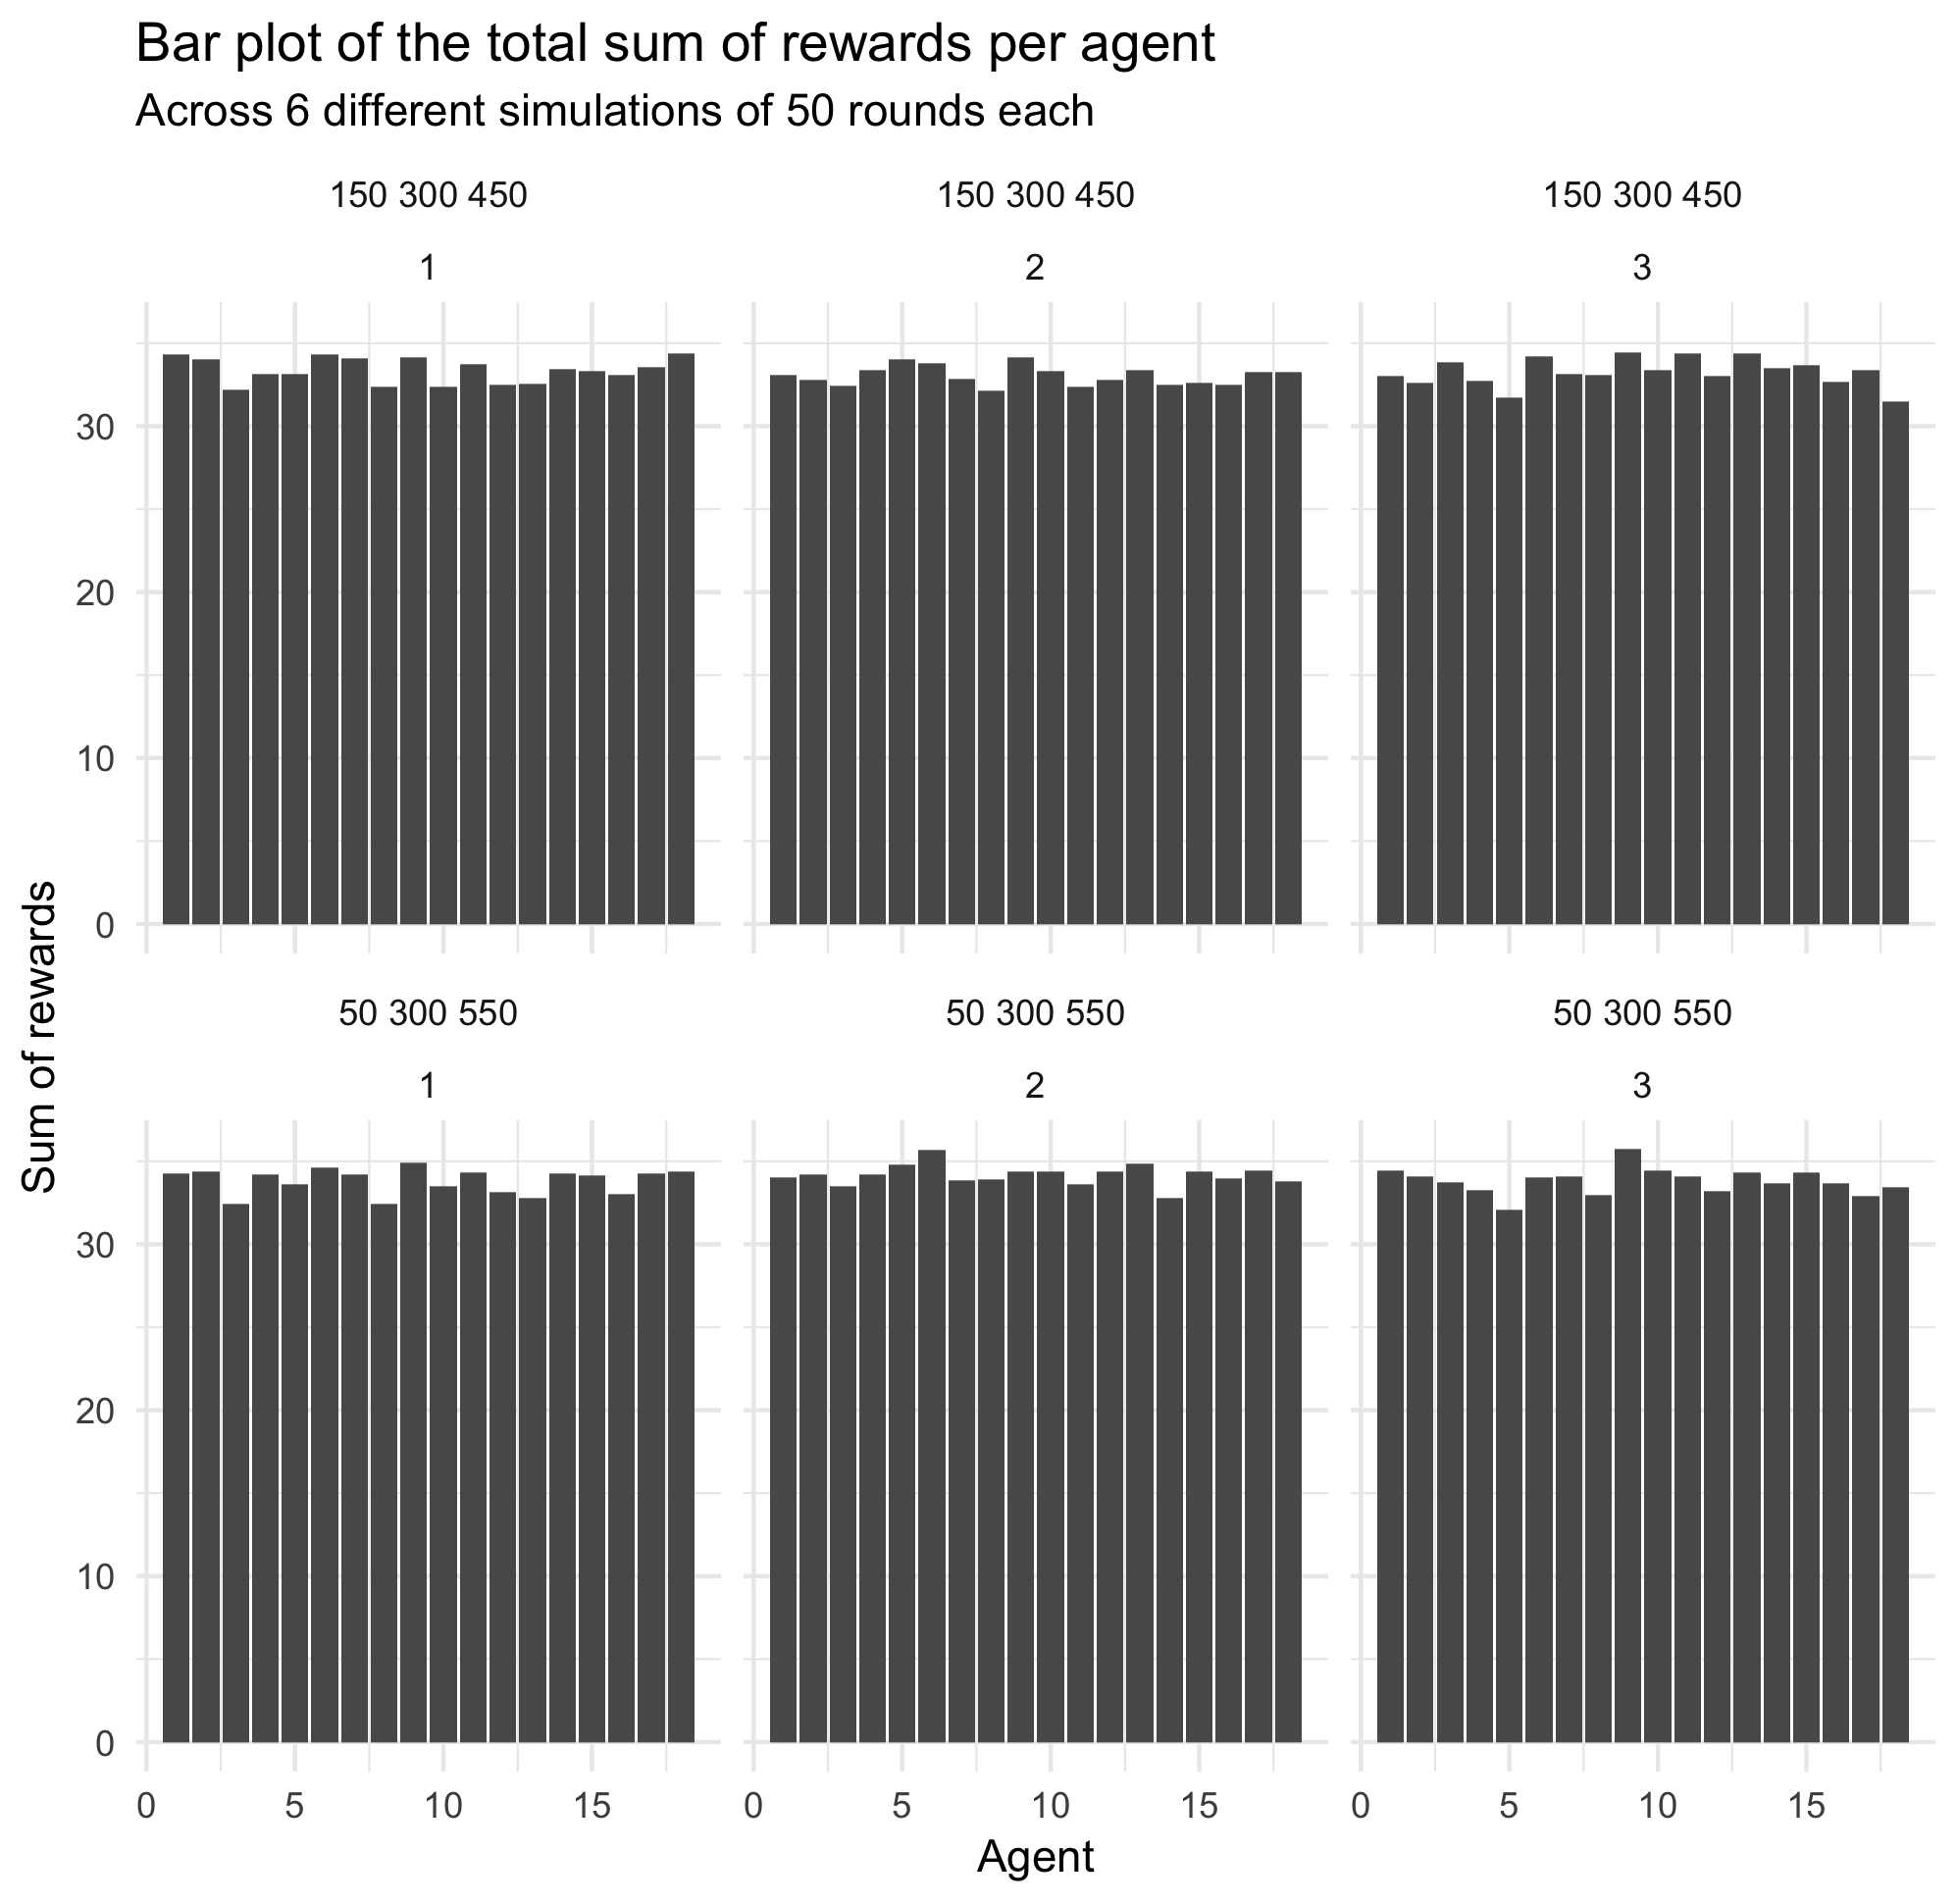 Bar plot of the total sum of rewards per agent
Across 6 different simulations of 50 rounds each
150 300 450
150 300 450
150 300 450
1
2
3
30
20
10
0
Sum of rewards
50 300 550
50 300 550
50 300 550
1
2
3
30
20
10
0
0 5 10 15
0 5 10 15
0 5 10 15
Agent